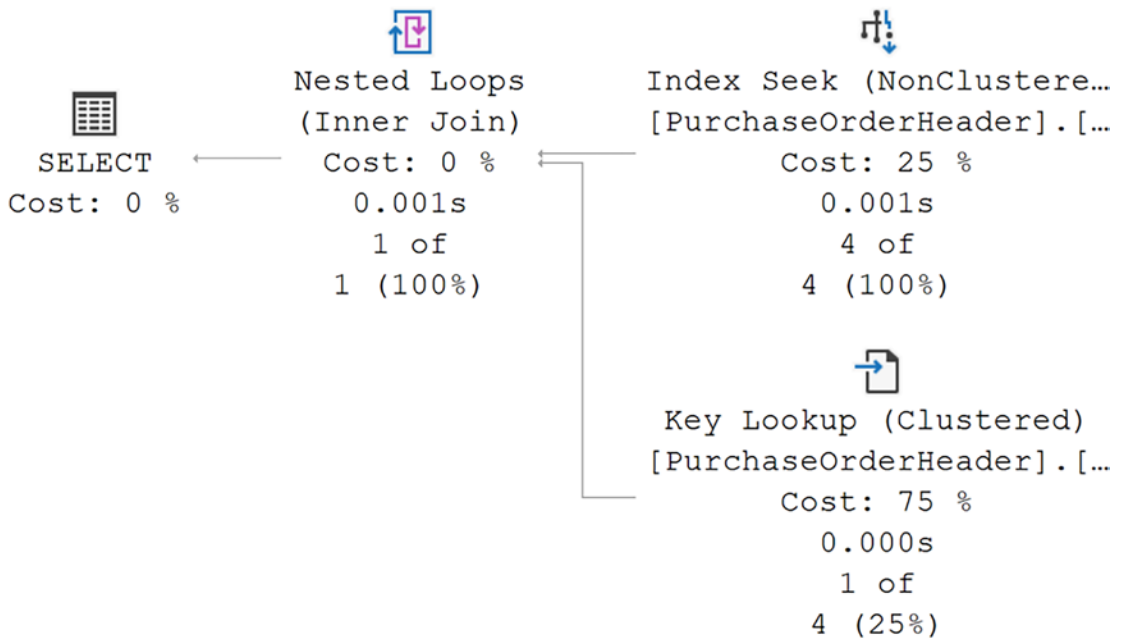 SELECT
Cost: 0 %
Nested Loops
(Inner Join)
Cost: 0 %
0.001s
1 of
1 (100%)
Index Seek (NonClustere…
[PurchaseOrderHeader].[…
Cost: 25 %
0.001s
4 of
4 (100%)
Key Lookup (Clustered)
[PurchaseOrderHeader].[…
Cost: 75 %
0.000s
1 of
4 (25%)